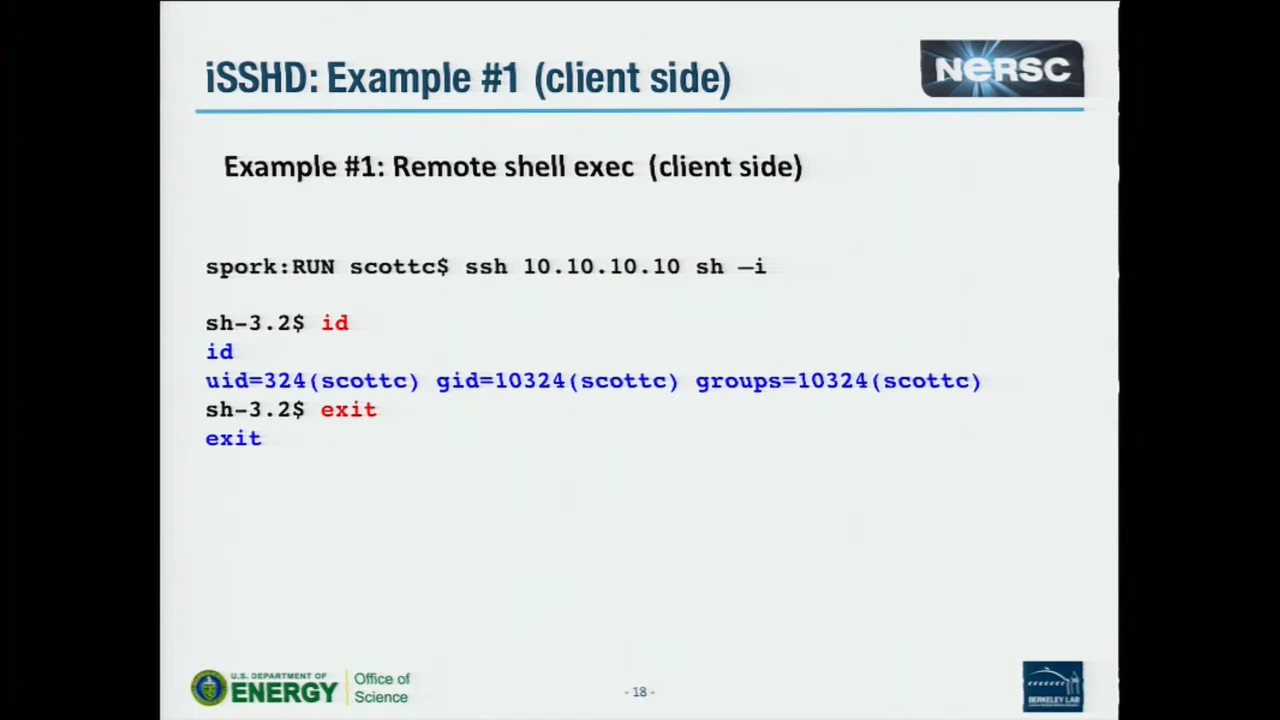 iSSHD: Example #1 (client side)
NERSC
Example #1: Remote shell exec (client side)
spork:RUN scottc$ ssh 10.10.10.10 sh –i
sh-3.2$ id
id
uid=324(scottc) gid=10324(scottc) groups=10324(scottc)
sh-3.2$ exit
exit
U.S. DEPARTMENT OF
ENERGY
Office of
Science
- 18 -
BERKELEY LAB